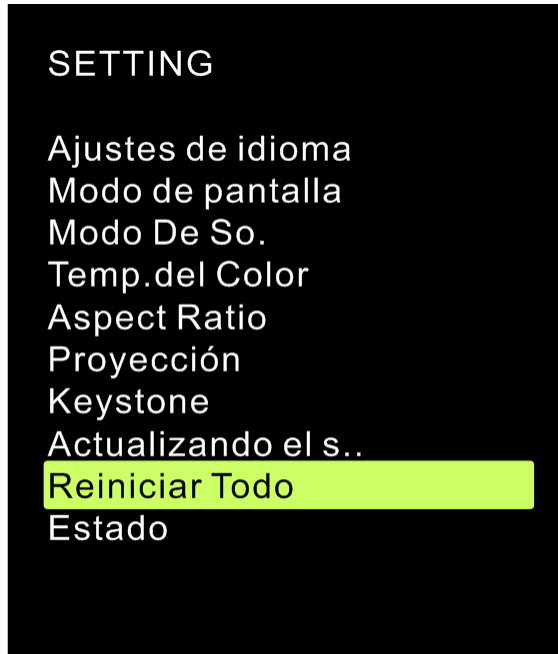 SETTING
Ajustes de idioma
Modo de pantalla
Modo De So.
Temp.del Color
Aspect Ratio
Proyección
Keystone
Actualizando el s..
Reiniciar Todo
Estado